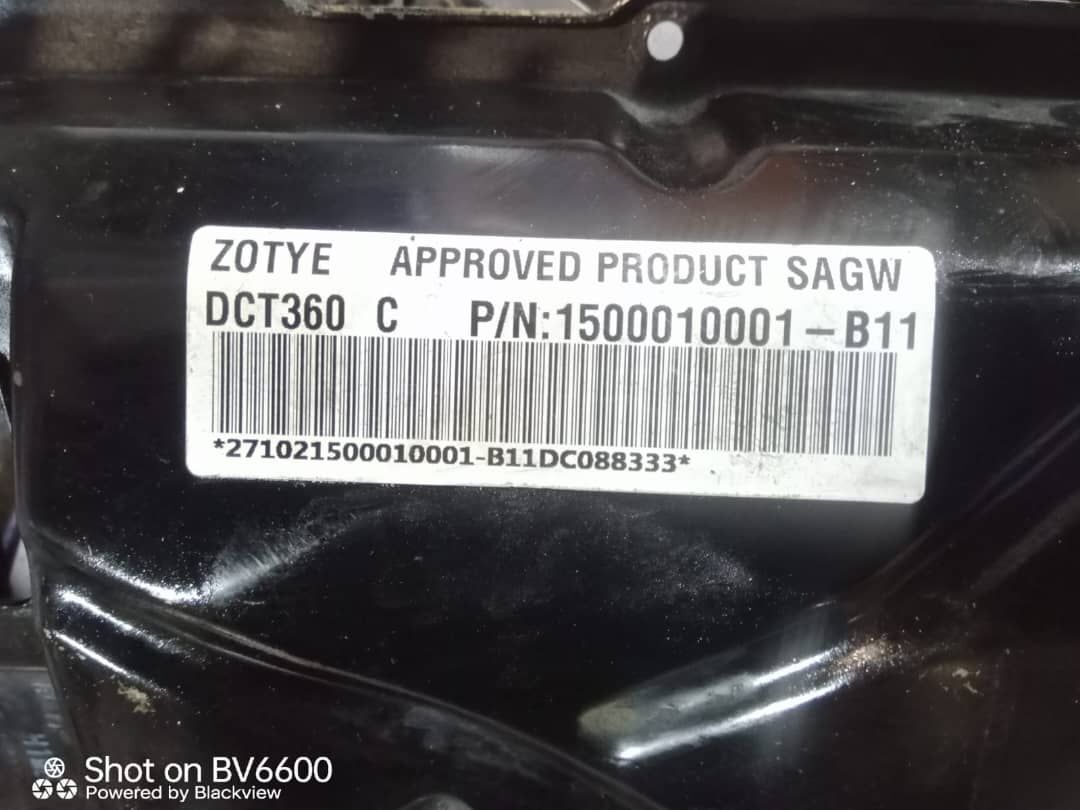 ZOTYE APPROVED PRODUCT SAGW
DCT360 C P/N:1500010001-B11
*271021500010001-B11DC088333*
Shot on BV6600
Powered by Blackview